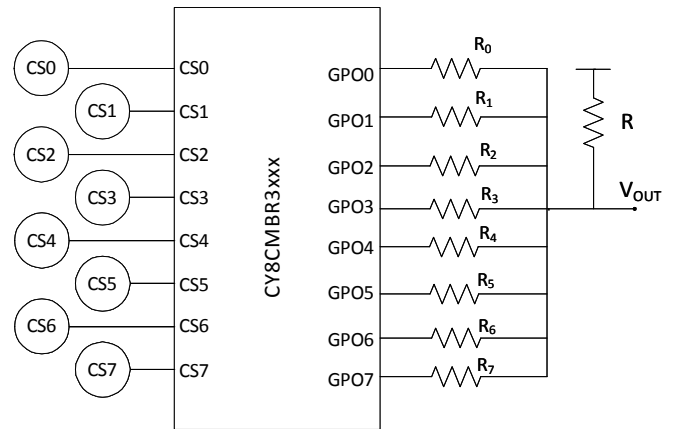 CS0
CS1
CS2
CS3
CS4
CS5
CS6
CS7
CS0
CS1
CS2
CS3
CS4
CS5
CS6
CS7
CY8CMBR3xxx
GPO0
GPO1
GPO2
GPO3
GPO4
GPO5
GPO6
GPO7
R0
R1
R2
R3
R4
R5
R6
R7
R
VOUT